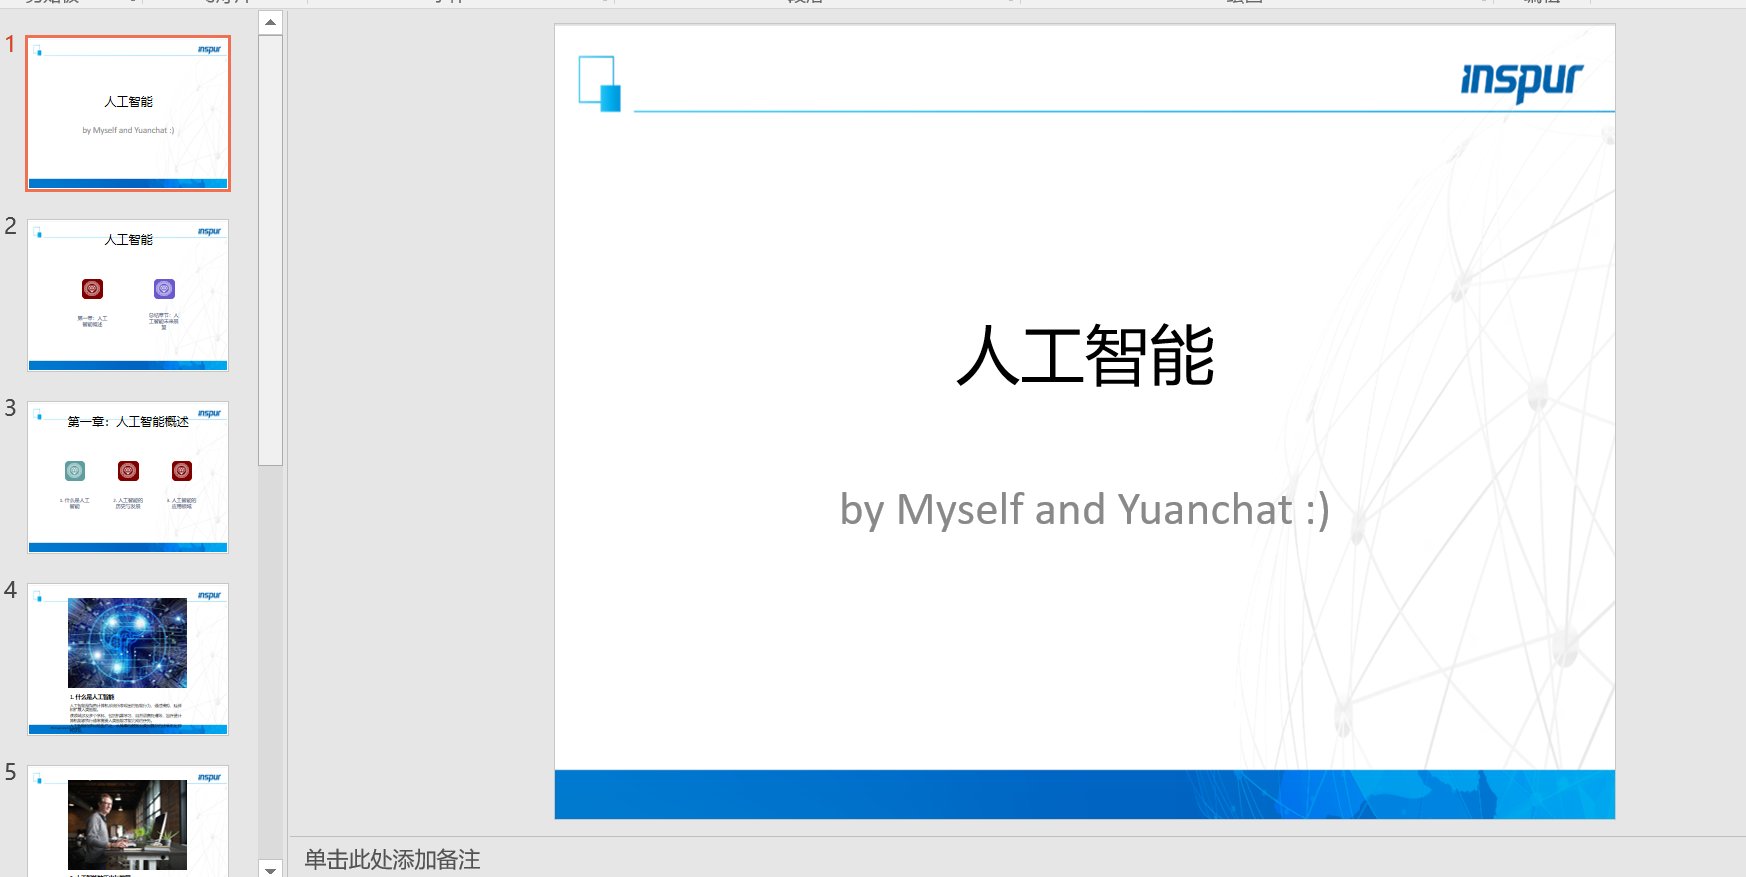 1
inspur
人工智能
by Myself and Yuanchat :)
2
inspur
人工智能
第一章：人工
智能概述
总结章节：人
工智能未来展
望
3
inspur
第一章：人工智能概述
1. 什么是人工
智能
2. 人工智能的
历史与发展
3. 人工智能的
应用领域
4
inspur
1. 什么是人工智能
5
inspur
inspur
人工智能
by Myself and Yuanchat :)
单击此处添加备注